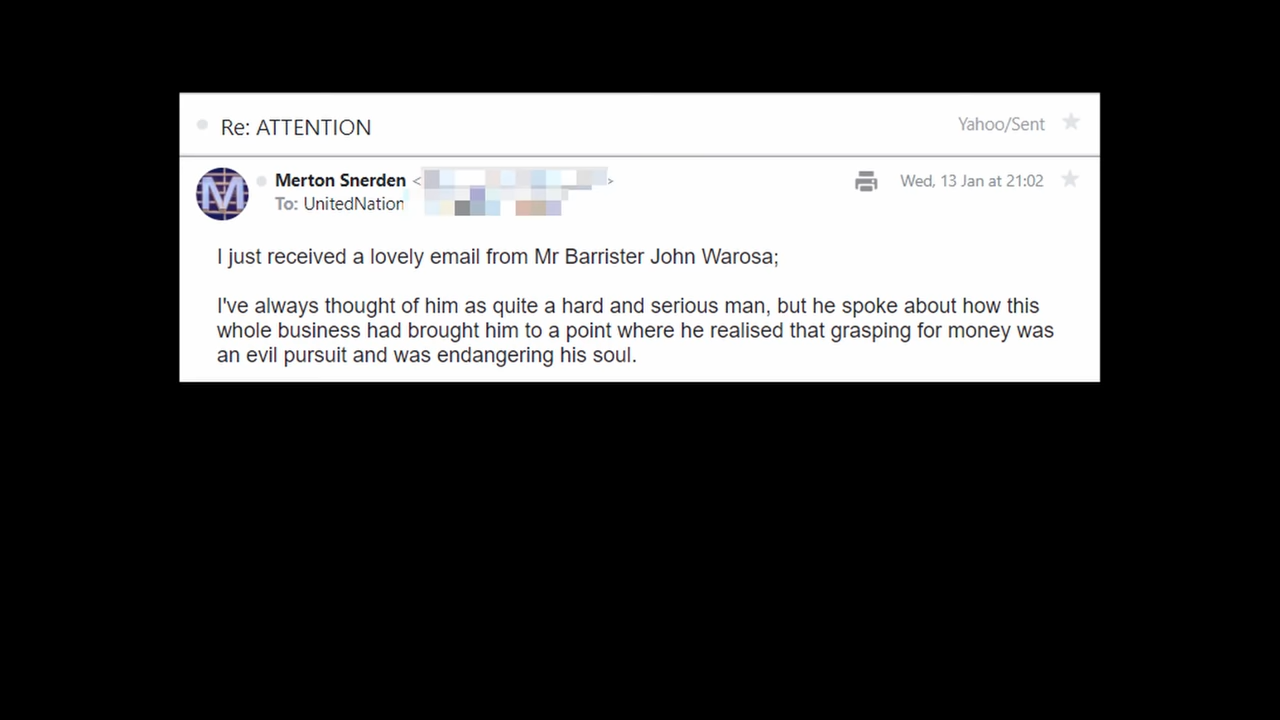 Re: ATTENTION
Yahoo/Sent
M
Merton Snerden < >
Wed, 13 Jan at 21:02
To: UnitedNation
I just received a lovely email from Mr Barrister John Warosa;
I've always thought of him as quite a hard and serious man, but he spoke about how this
whole business had brought him to a point where he realised that grasping for money was
an evil pursuit and was endangering his soul.